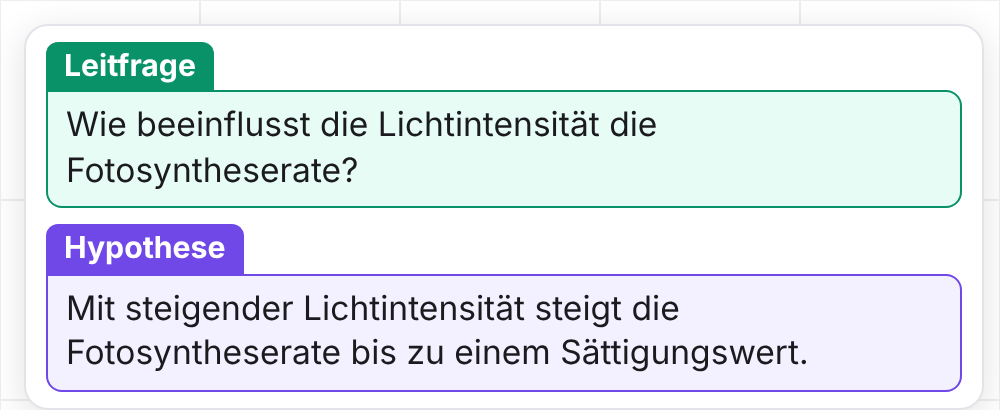 Leitfrage
Wie beeinflusst die Lichtintensität die
Fotosyntheserate?
Hypothese
Mit steigender Lichtintensität steigt die
Fotosyntheserate bis zu einem Sättigungswert.